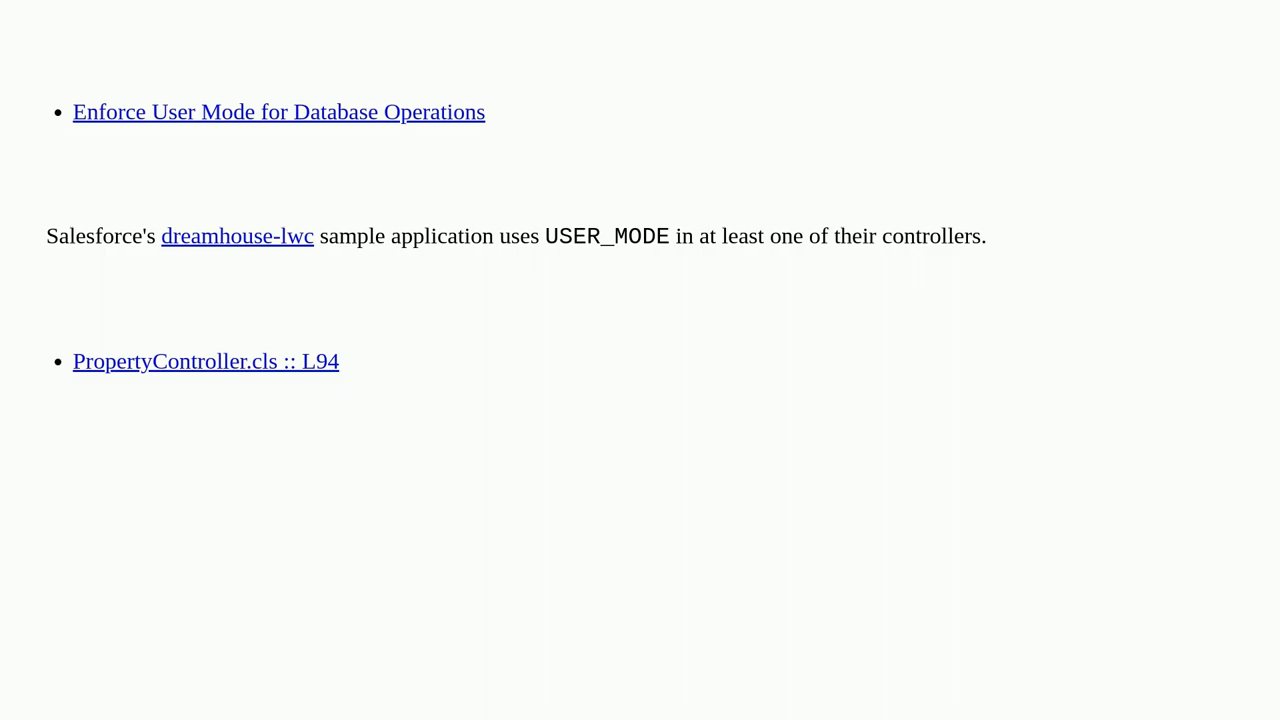 • Enforce User Mode for Database Operations
Salesforce's dreamhouse-lwc sample application uses USER_MODE in at least one of their controllers.
• PropertyController.cls :: L94